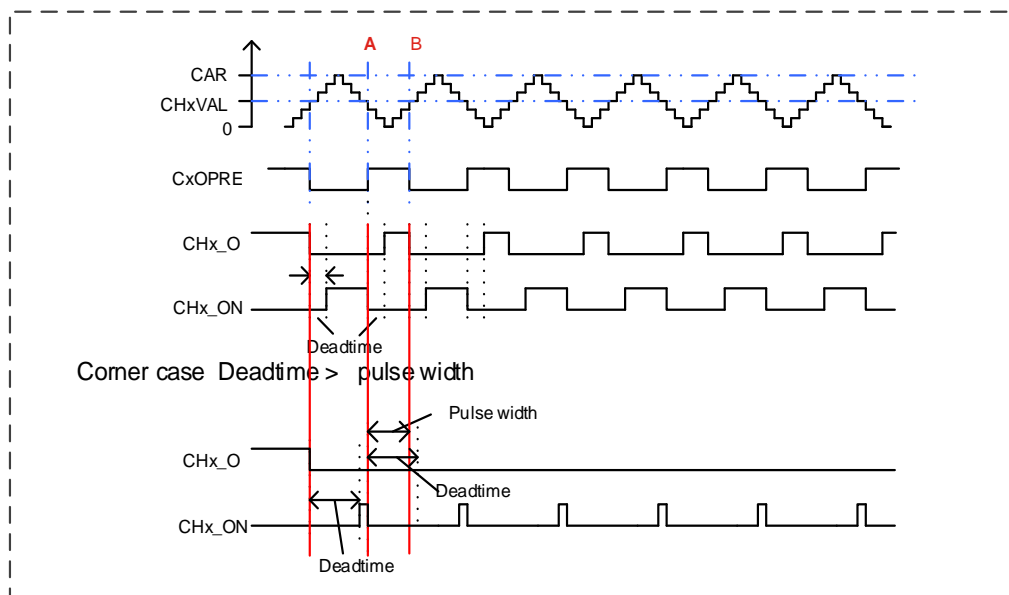 A B
CAR
CHxVAL
0
CxOPRE
CHx_O
CHx_ON
Deadtime
Corner case Deadtime > pulse width
Pulse width
CHx_O
Deadtime
CHx_ON
Deadtime